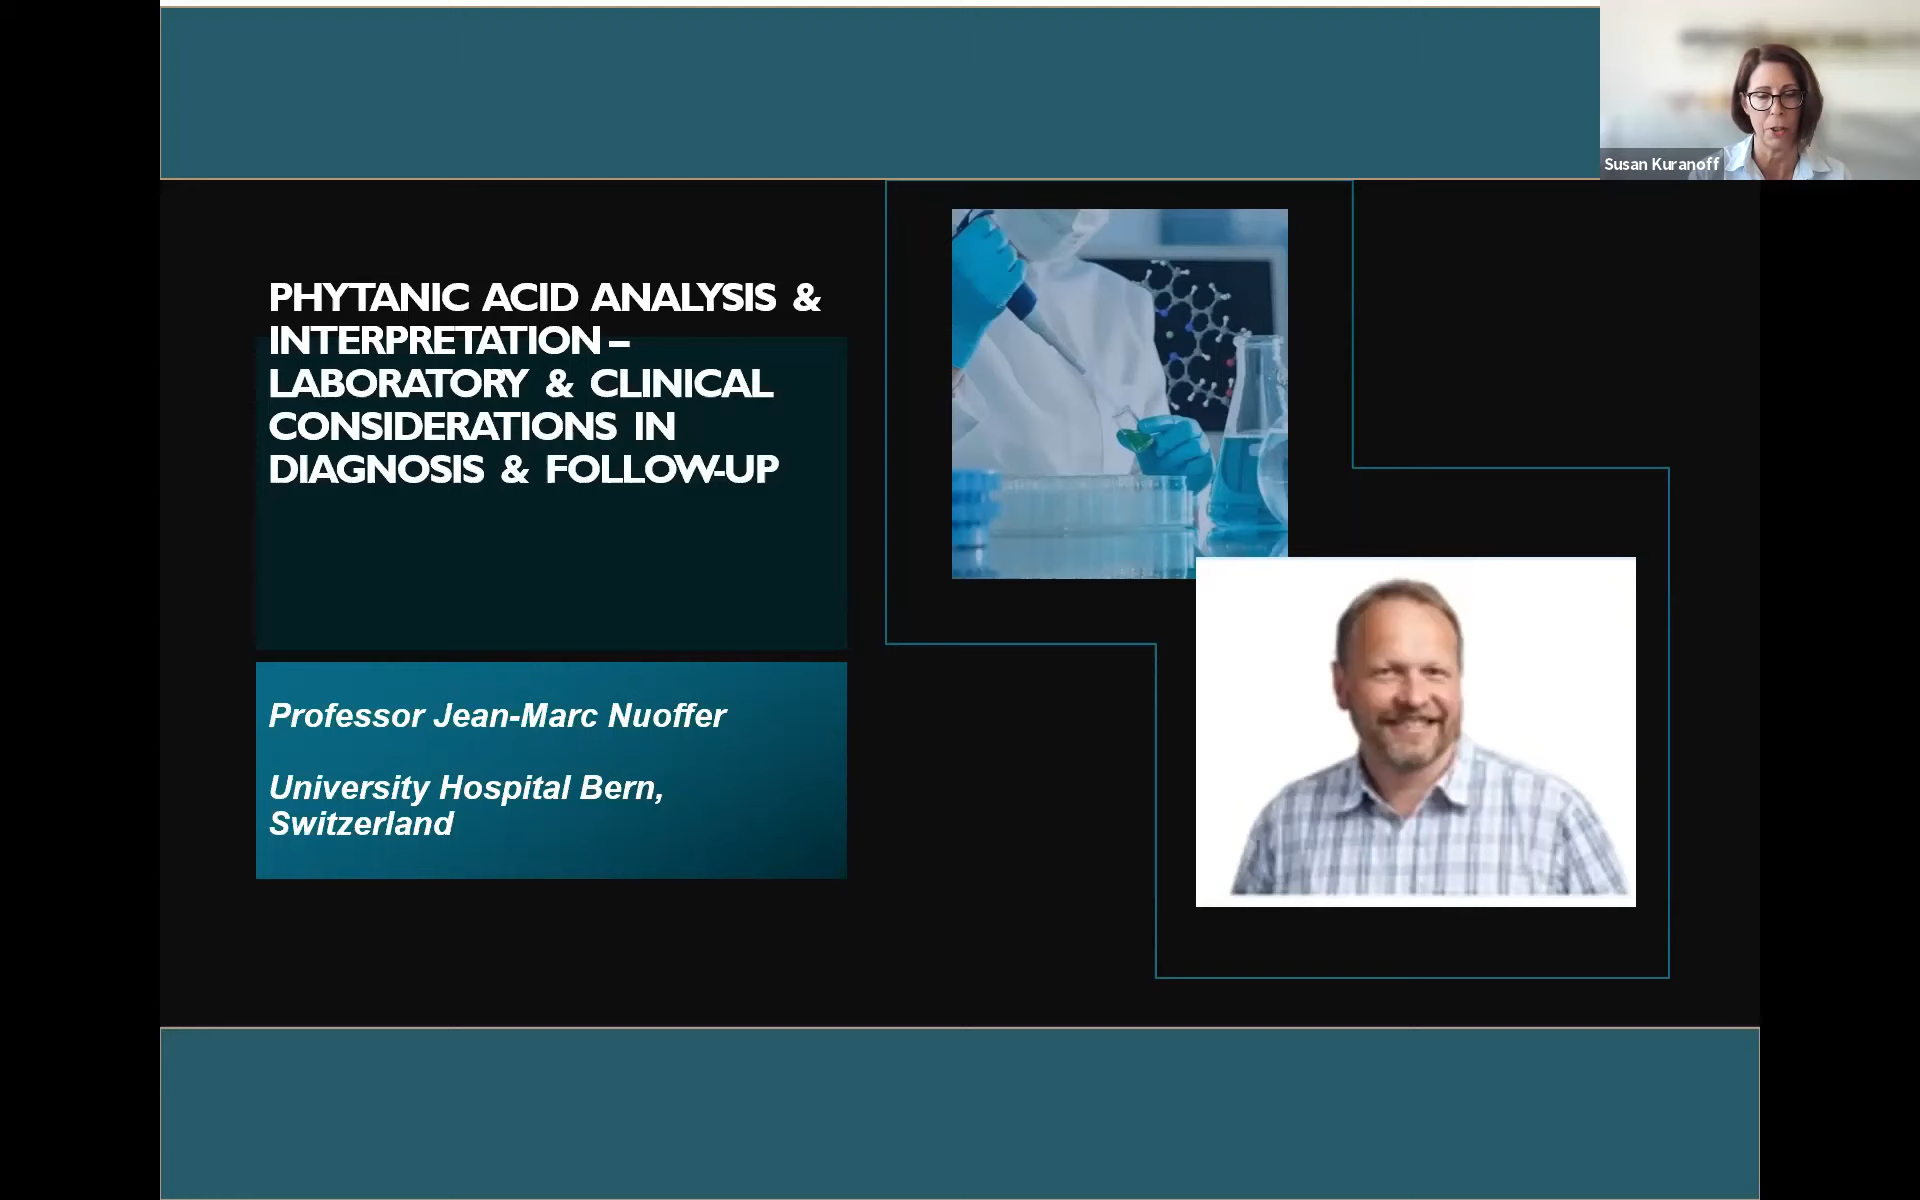 Susan Kuranoff
PHYTANIC ACID ANALYSIS &
INTERPRETATION –
LABORATORY & CLINICAL
CONSIDERATIONS IN
DIAGNOSIS & FOLLOW-UP
Professor Jean-Marc Nuoffer
University Hospital Bern,
Switzerland